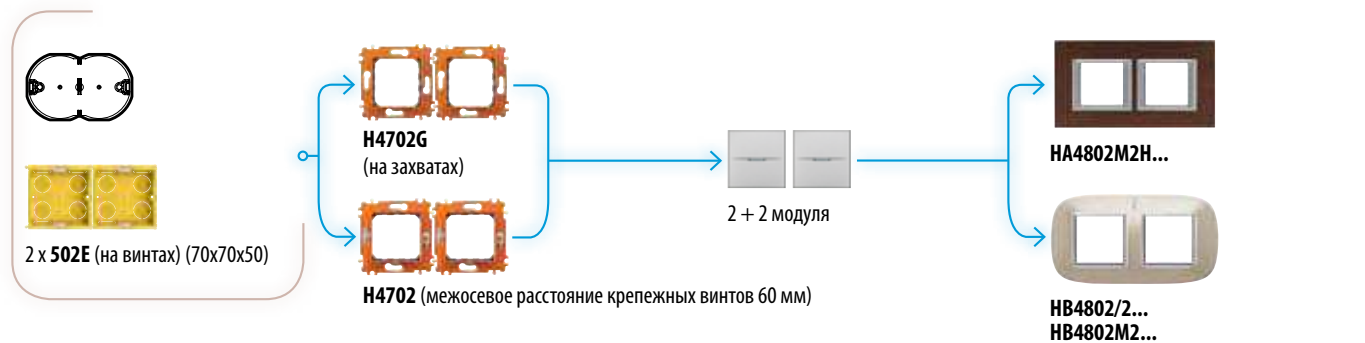 2 x 502E (на винтах) (70x70x50)
H4702G
(на захватах)
H4702 (межосевое расстояние крепежных винтов 60 мм)
2 + 2 модуля
HA4802M2H...
HB4802/2...
HB4802M2...